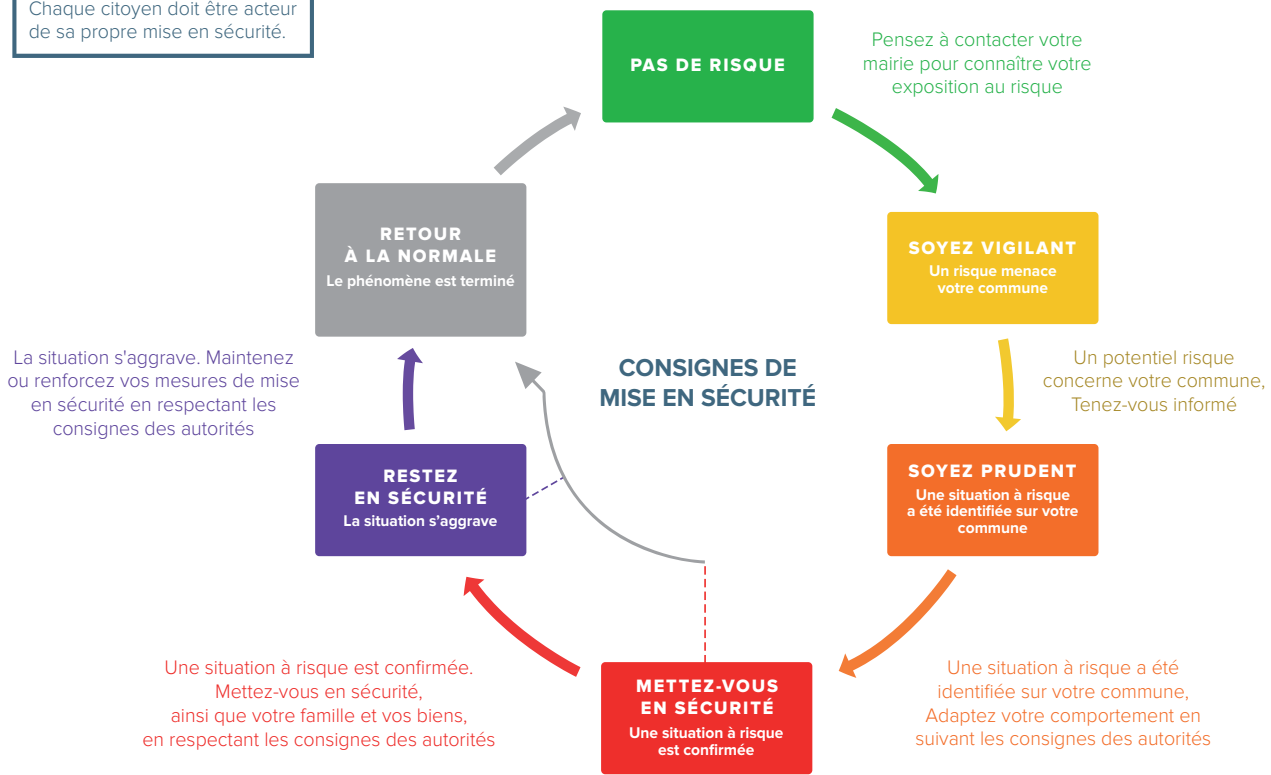 Chaque citoyen doit être acteur
de sa propre mise en sécurité.
PAS DE RISQUE
Pensez à contacter votre
mairie pour connaître votre
exposition au risque
SOYEZ VIGILANT
Un risque menace
votre commune
Un potentiel risque
concerne votre commune,
Tenez-vous informé
SOYEZ PRUDENT
Une situation à risque
a été identifiée sur votre
commune
Une situation à risque a été
identifiée sur votre commune,
Adaptez votre comportement en
suivant les consignes des autorités
METTEZ-VOUS
EN SÉCURITÉ
Une situation à risque
est confirmée
Une situation à risque est confirmée.
Mettez-vous en sécurité,
ainsi que votre famille et vos biens,
en respectant les consignes des autorités
RESTEZ
EN SÉCURITÉ
La situation s'aggrave
La situation s'aggrave. Maintenez
ou renforcez vos mesures de mise
en sécurité en respectant les
consignes des autorités
RETOUR
À LA NORMALE
Le phénomène est terminé
CONSIGNES DE
MISE EN SÉCURITÉ